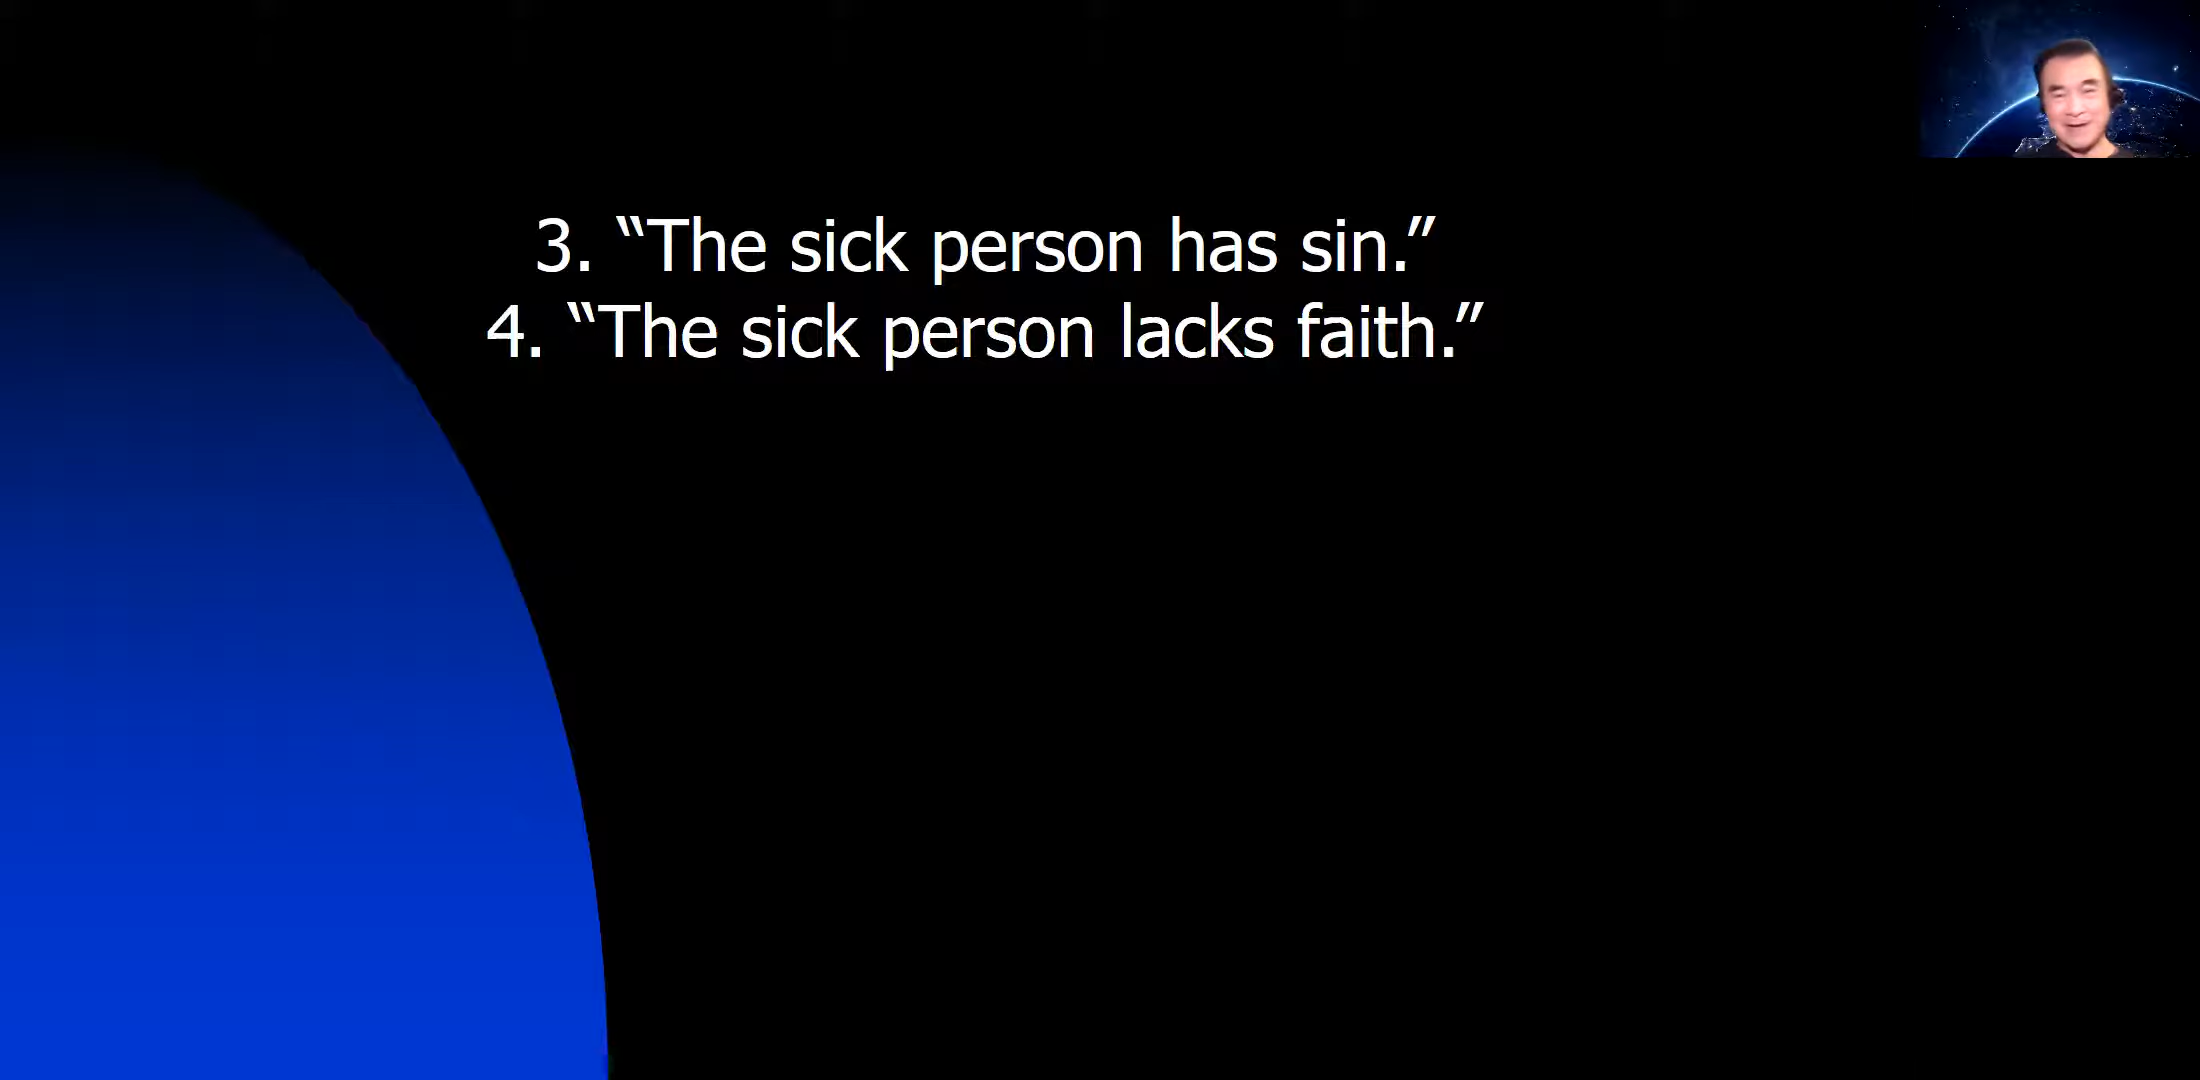 3. “The sick person has sin.”
4. “The sick person lacks faith.”